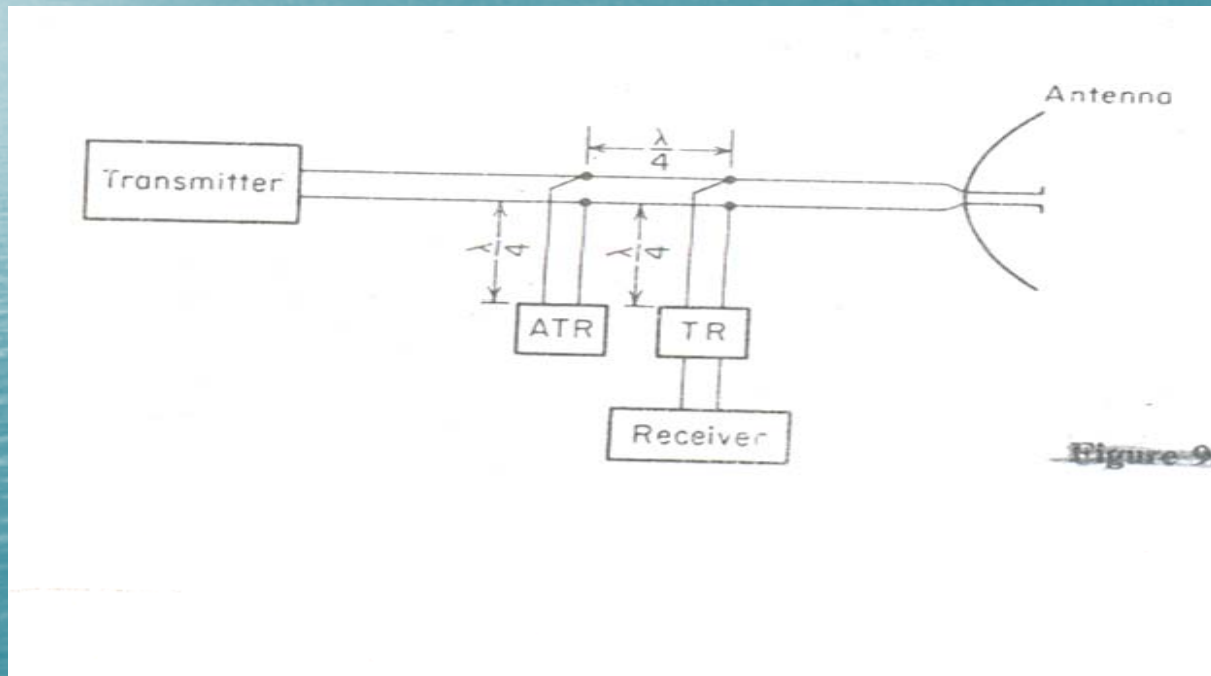 Antenna
λ/4
Transmitter
λ/4
λ/4
ATR
TR
Receiver
Figure 9